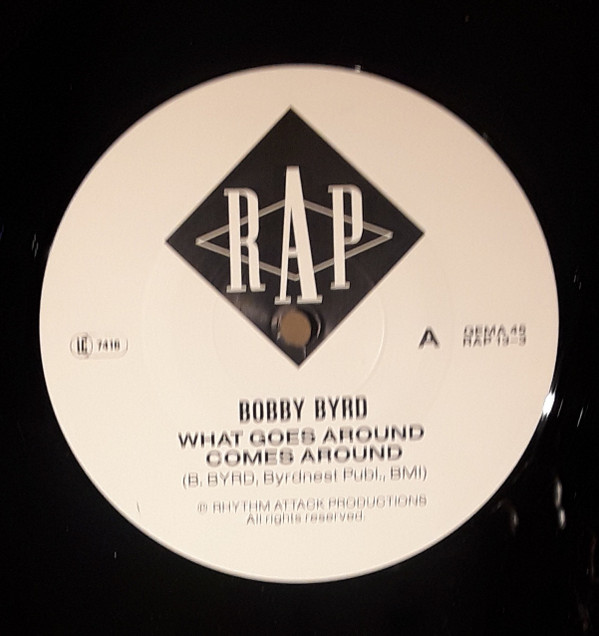 RAP
LC 7416
A
GEMA 45
RAP 13-3
BOBBY BYRD
WHAT GOES AROUND
COMES AROUND
(B. BYRD, Byrdnest Publ., BMI)
© RHYTHM ATTACK PRODUCTIONS
All rights reserved.